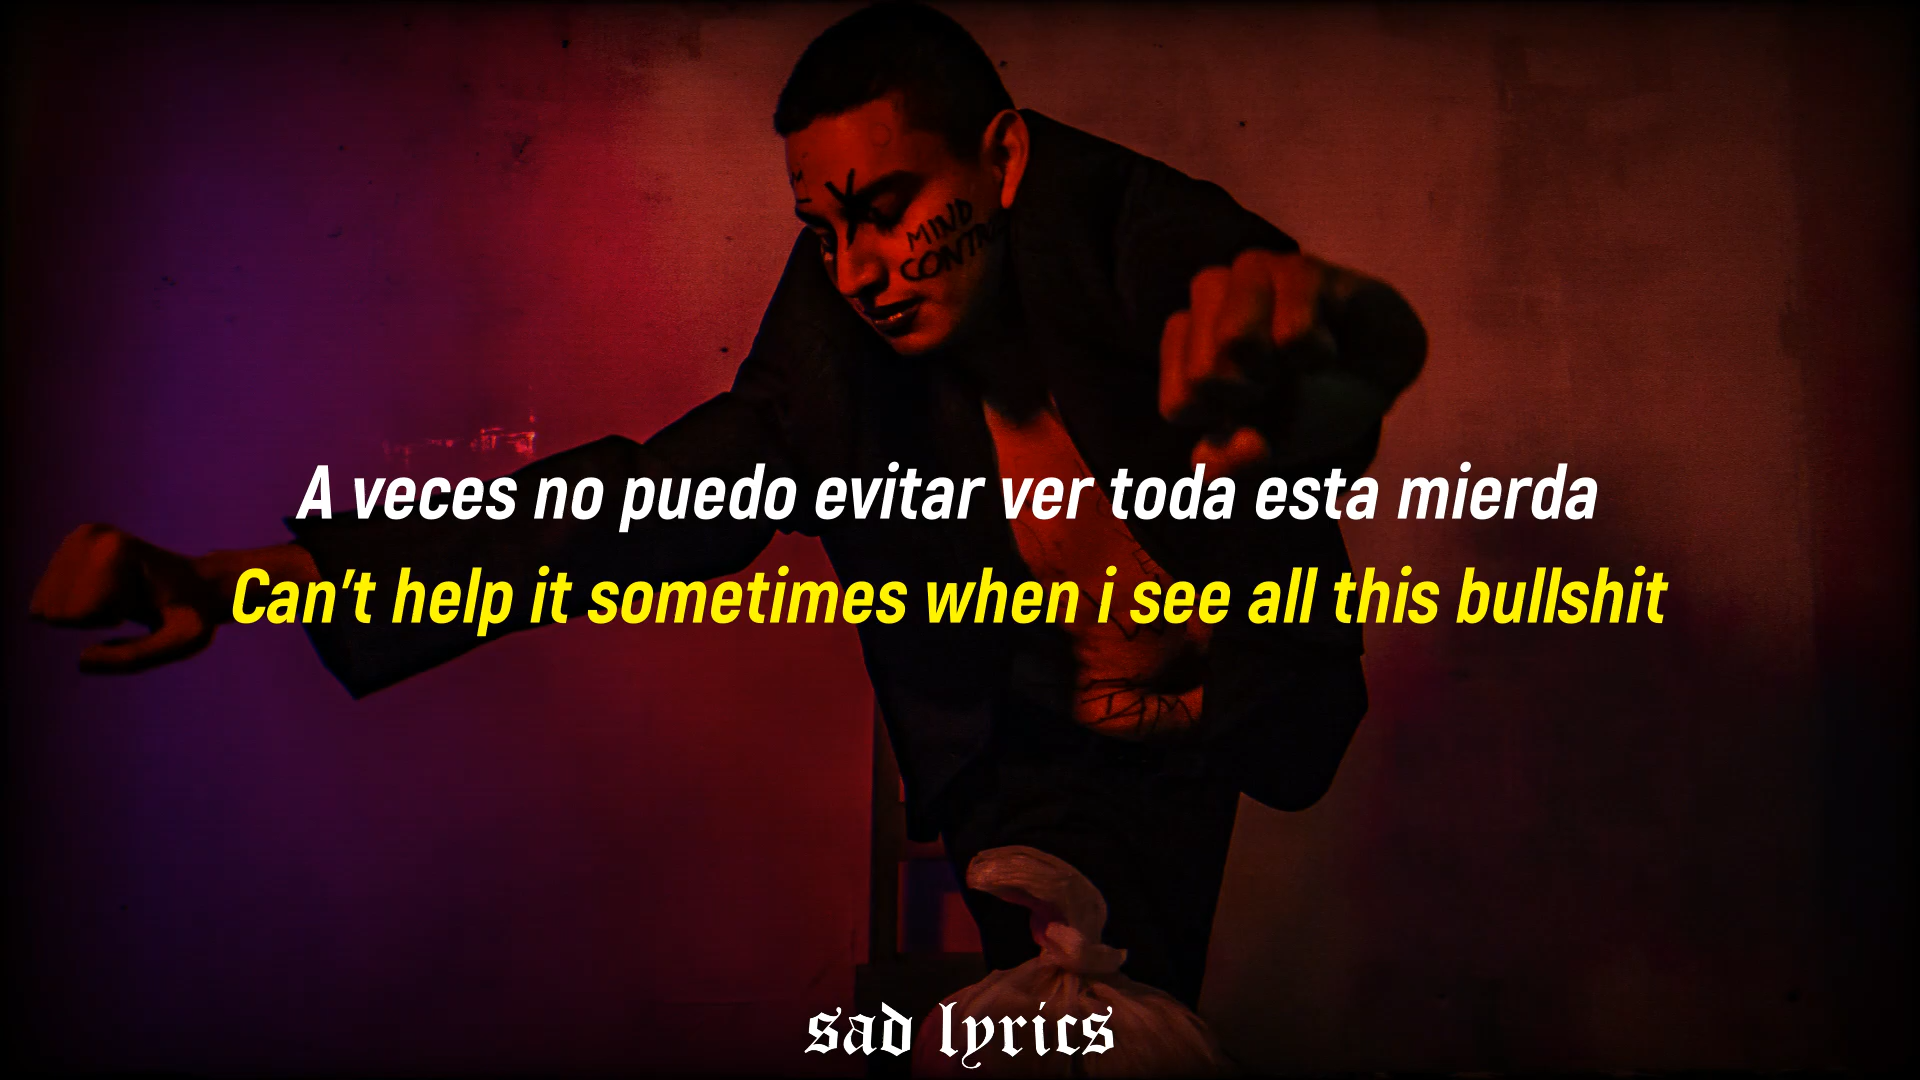 MIND
A veces no puedo evitar ver toda esta mierda
Can't help it sometimes when i see all this bullshit
sad lyrics